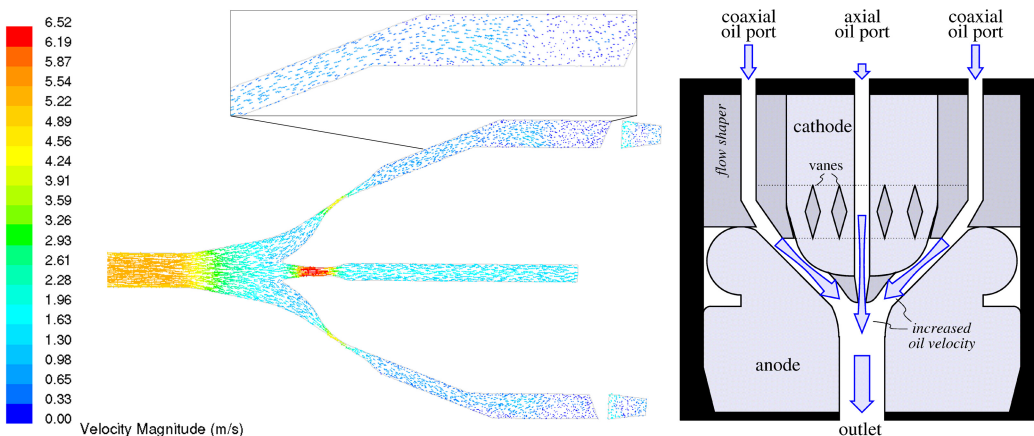 6.52
6.19
5.87
5.54
5.22
4.89
4.56
4.24
3.91
3.59
3.26
2.93
2.61
2.28
1.96
1.63
1.30
0.98
0.65
0.33
0.00
Velocity Magnitude (m/s)
coaxial
oil port
axial
oil port
coaxial
oil port
flow shaper
cathode
vanes
increased
oil velocity
anode
outlet